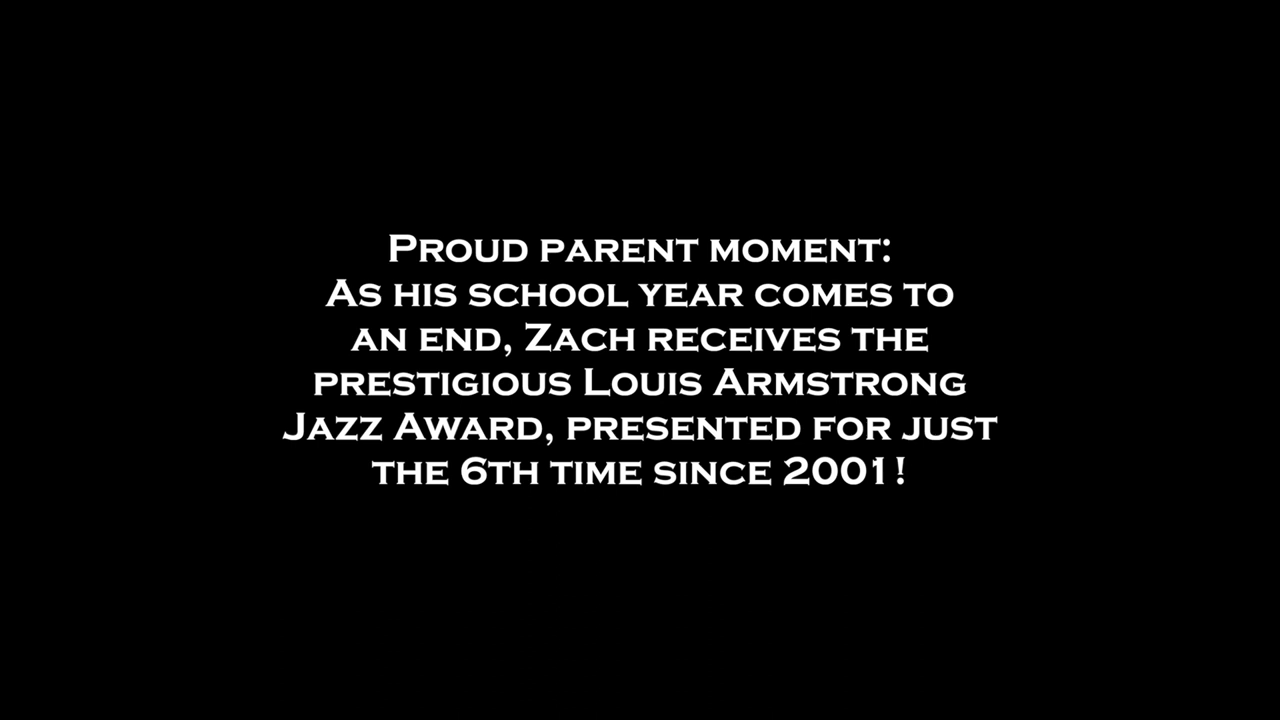 Proud parent moment:
As his school year comes to
an end, Zach receives the
prestigious Louis Armstrong
Jazz Award, presented for just
the 6th time since 2001!